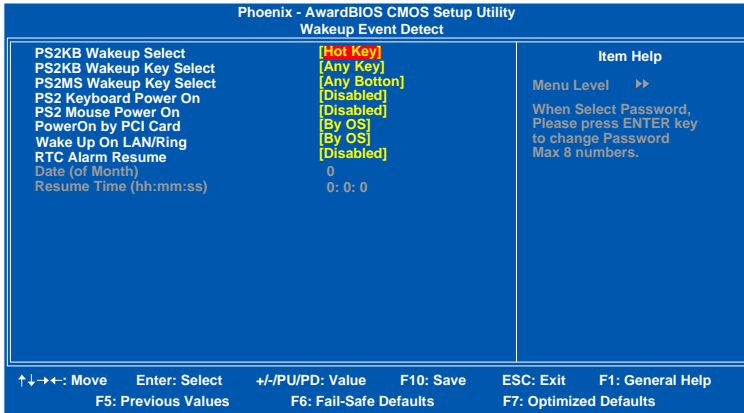 Phoenix - AwardBIOS CMOS Setup Utility
Wakeup Event Detect
PS2KB Wakeup Select [Hot Key]
PS2KB Wakeup Key Select [Any Key]
PS2MS Wakeup Key Select [Any Botton]
PS2 Keyboard Power On [Disabled]
PS2 Mouse Power On [Disabled]
PowerOn by PCI Card [By OS]
Wake Up On LAN/Ring [By OS]
RTC Alarm Resume [Disabled]
Date (of Month) 0
Resume Time (hh:mm:ss) 0: 0: 0
Item Help
Menu Level ▶▶
When Select Password,
Please press ENTER key
to change Password
Max 8 numbers.
↑↓→←: Move Enter: Select +/-/PU/PD: Value F10: Save ESC: Exit F1: General Help
F5: Previous Values F6: Fail-Safe Defaults F7: Optimized Defaults